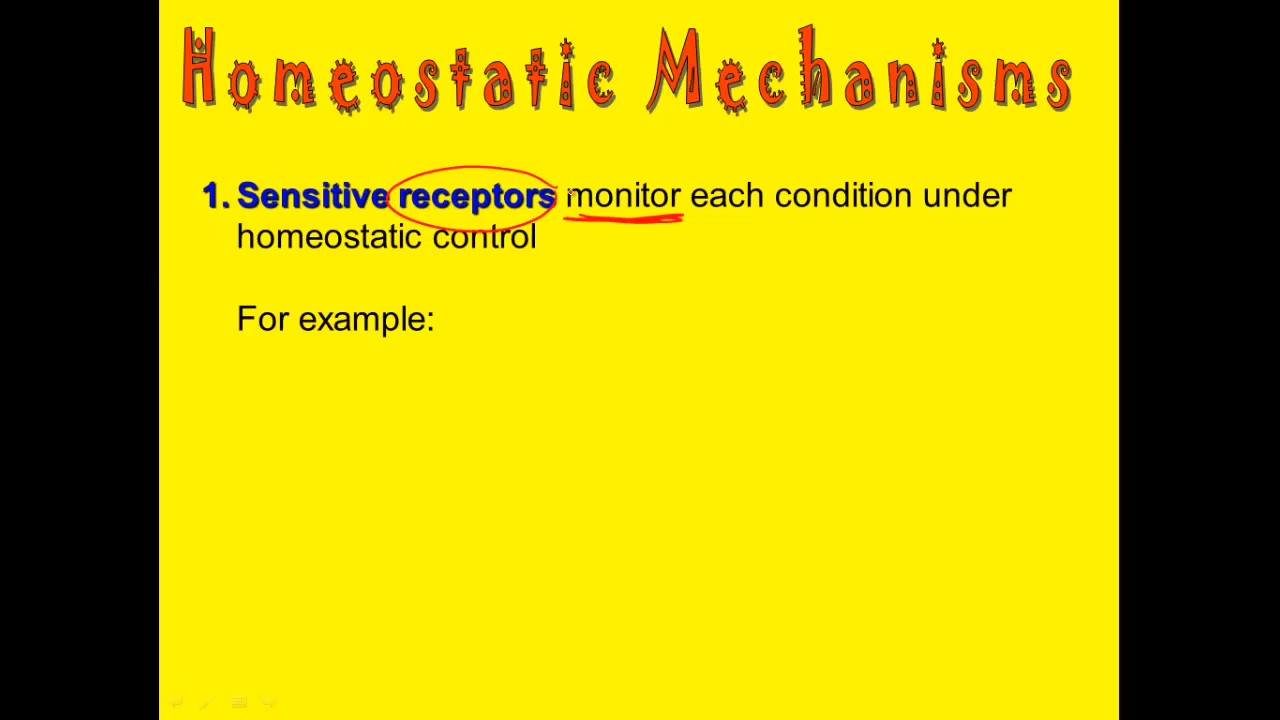 Homeostatic Mechanisms
1. Sensitive receptors monitor each condition under
homeostatic control
For example: